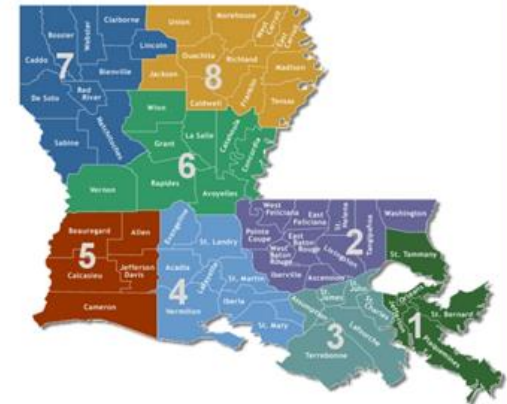 Claiborne
Union
Morehouse
West Carroll
East Carroll
Bossier
Webster
Lincoln
Ouachita
Richland
Madison
Caddo
7
Bienville
Jackson
8
Franklin
Tensas
Caldwell
De Soto
Red River
Winn
Natchitoches
La Salle
Catahoula
Concordia
Sabine
Grant
6
Vernon
Rapides
Avoyelles
Beauregard
Allen
Evangeline
St. Landry
West Feliciana
East Feliciana
St. Helena
Tangipahoa
Washington
Pointe Coupe
West Baton Rouge
East Baton Rouge
Livingston
2
St. Tammany
5
Calcasieu
Jefferson Davis
Acadia
Lafayette
St. Martin
Iberville
Ascension
4
Cameron
Vermilion
Iberia
St. Mary
Assumption
St. James
St. John
St. Charles
Orleans
3
Lafourche
Terrebonne
1
St. Bernard
Plaquemines